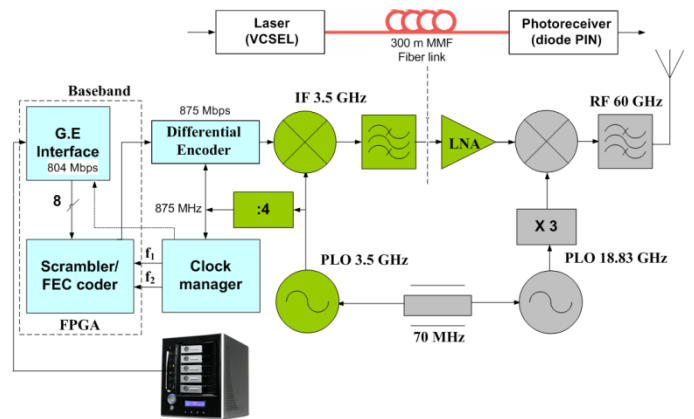 Laser
(VCSEL)
300 m MMF
Fiber link
Photoreceiver
(diode PIN)
Baseband
G.E
Interface
804 Mbps
875 Mbps
Differential
Encoder
IF 3.5 GHz
LNA
RF 60 GHz
8
875 MHz
:4
X 3
Scrambler/
FEC coder
f1
f2
Clock
manager
PLO 3.5 GHz
PLO 18.83 GHz
70 MHz
FPGA